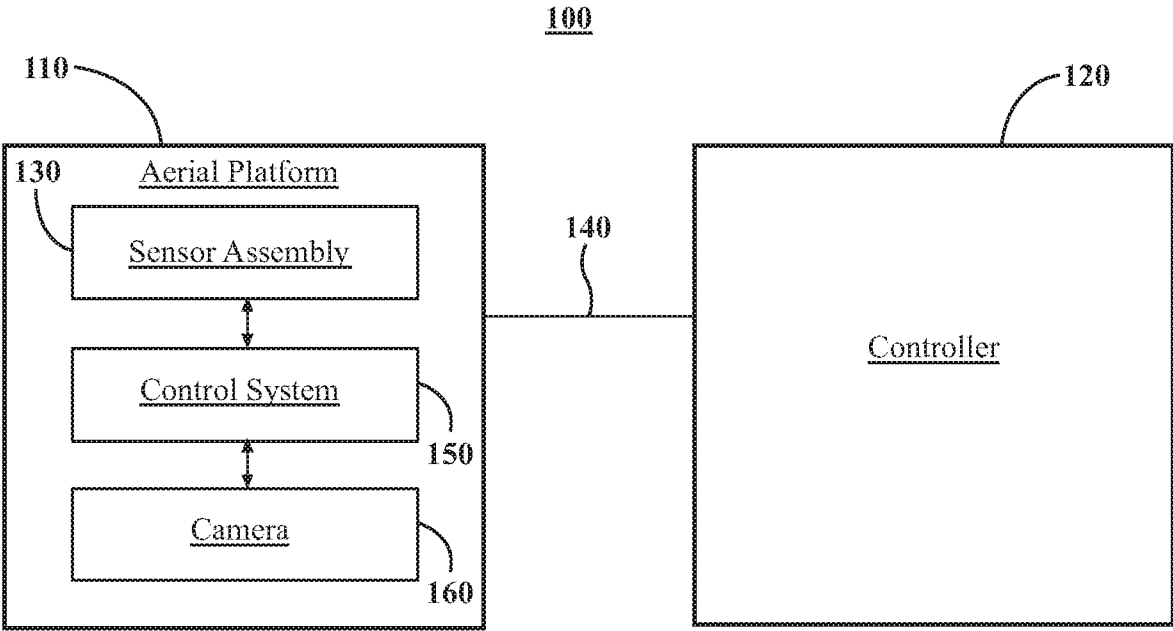 100
110
120
Aerial Platform
130
Sensor Assembly
140
Controller
Control System
150
Camera
160